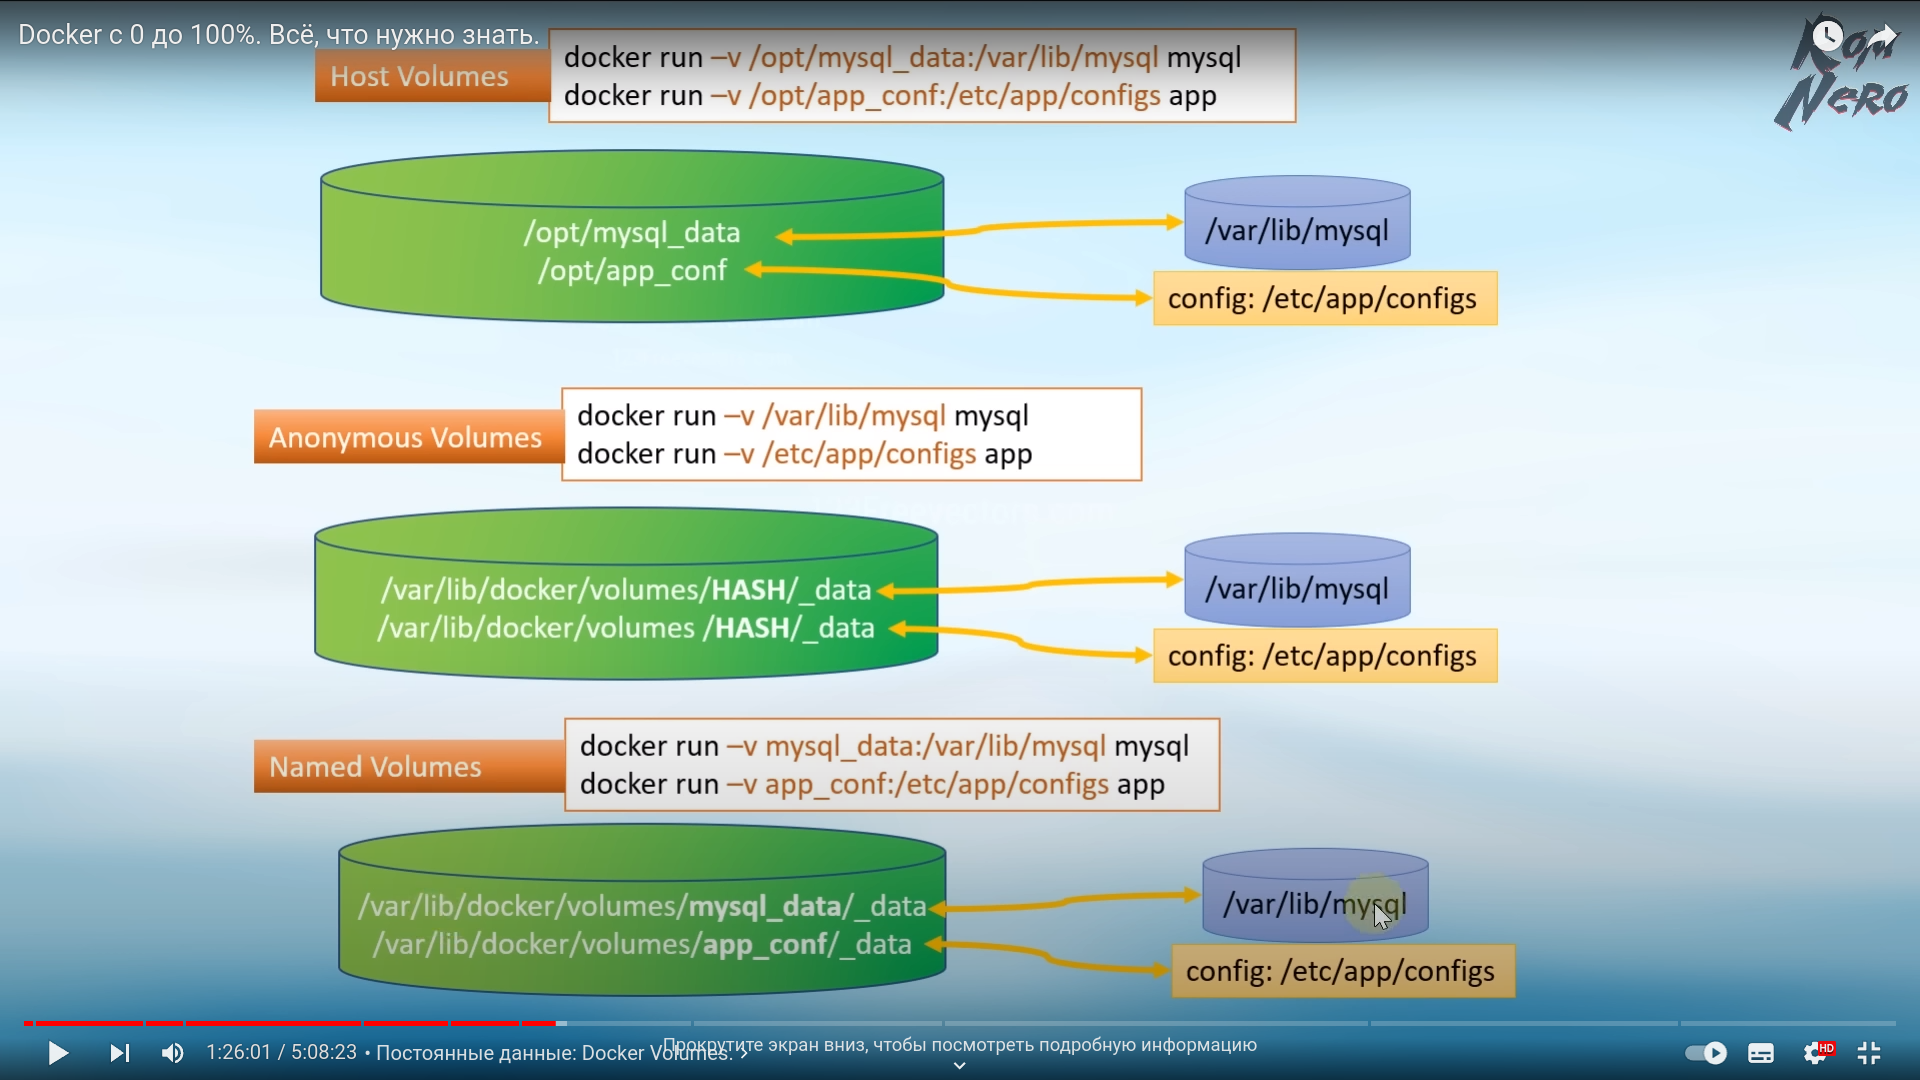 Docker с 0 до 100%. Всё, что нужно знать.
Rom
Nero
Host Volumes
docker run –v /opt/mysql_data:/var/lib/mysql mysql
docker run –v /opt/app_conf:/etc/app/configs app
/opt/mysql_data
/opt/app_conf
/var/lib/mysql
config: /etc/app/configs
Anonymous Volumes
docker run –v /var/lib/mysql mysql
docker run –v /etc/app/configs app
/var/lib/docker/volumes/HASH/_data
/var/lib/docker/volumes /HASH/_data
/var/lib/mysql
config: /etc/app/configs
Named Volumes
docker run –v mysql_data:/var/lib/mysql mysql
docker run –v app_conf:/etc/app/configs app
/var/lib/docker/volumes/mysql_data/_data
/var/lib/docker/volumes/app_conf/_data
/var/lib/mysql
config: /etc/app/configs
1:26:01 / 5:08:23 • Постоянные данные: Docker Volumes. ›
Прокрутите экран вниз, чтобы посмотреть подробную информацию
HD